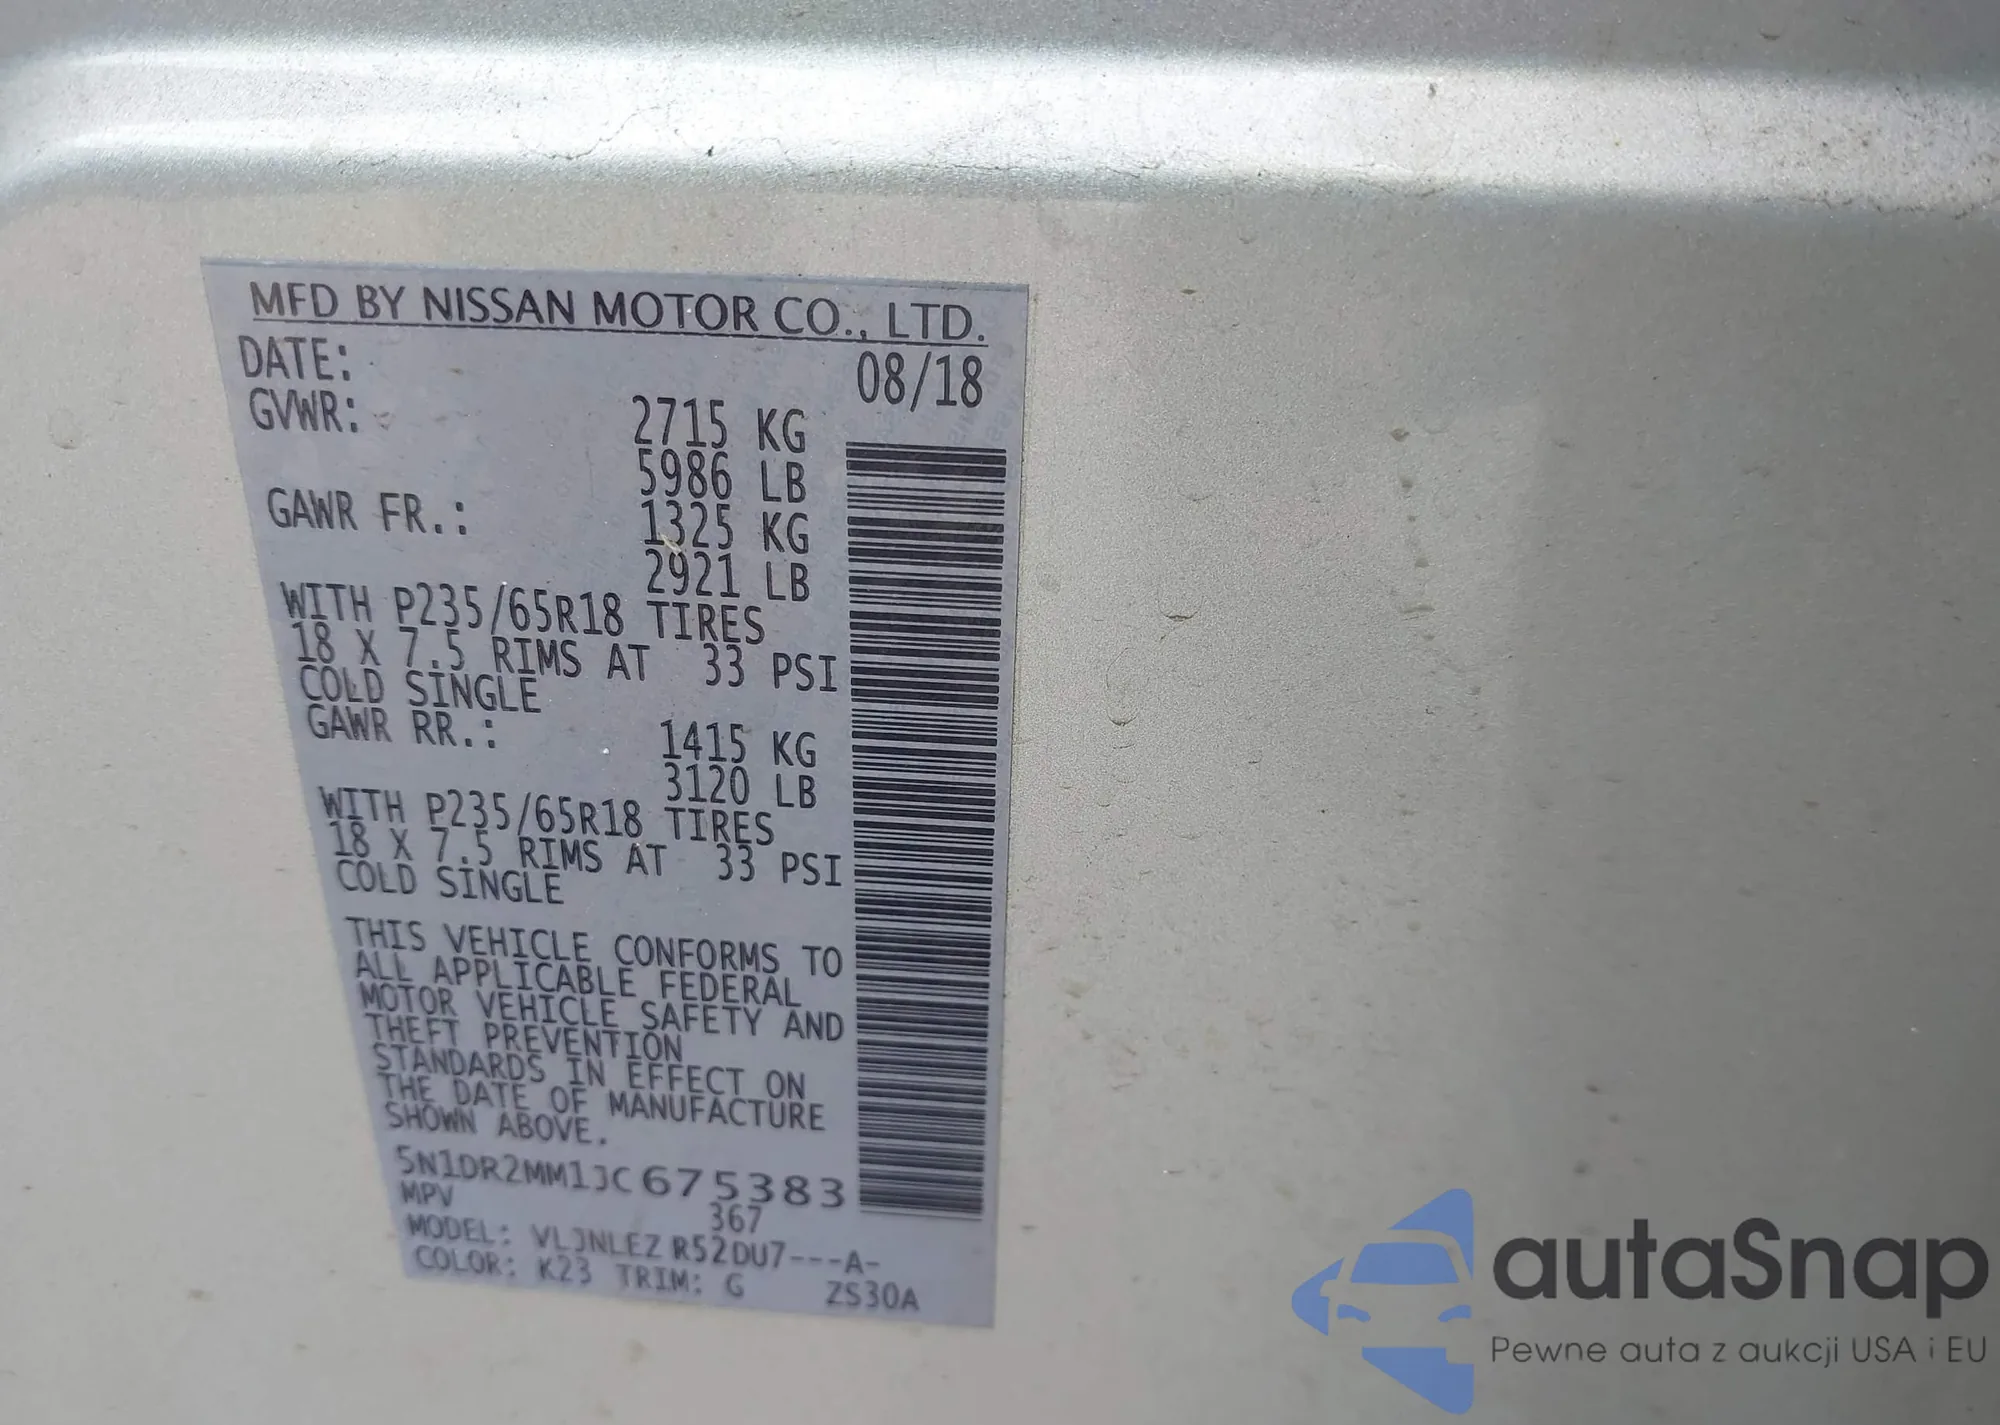 MFD BY NISSAN MOTOR CO., LTD.
DATE: 08/18
GVWR: 2715 KG
5986 LB
GAWR FR.: 1325 KG
2921 LB
WITH P235/65R18 TIRES
18 X 7.5 RIMS AT 33 PSI
COLD SINGLE
GAWR RR.: 1415 KG
3120 LB
WITH P235/65R18 TIRES
18 X 7.5 RIMS AT 33 PSI
COLD SINGLE
THIS VEHICLE CONFORMS TO
ALL APPLICABLE FEDERAL
MOTOR VEHICLE SAFETY AND
THEFT PREVENTION
STANDARDS IN EFFECT ON
THE DATE OF MANUFACTURE
SHOWN ABOVE.
5N1DR2MM1JC675383
MPV 367
MODEL: VLJNLEZ R52DU7---A-
COLOR: K23 TRIM: G ZS30A
autaSnap
Pewne auta z aukcji USA i EU